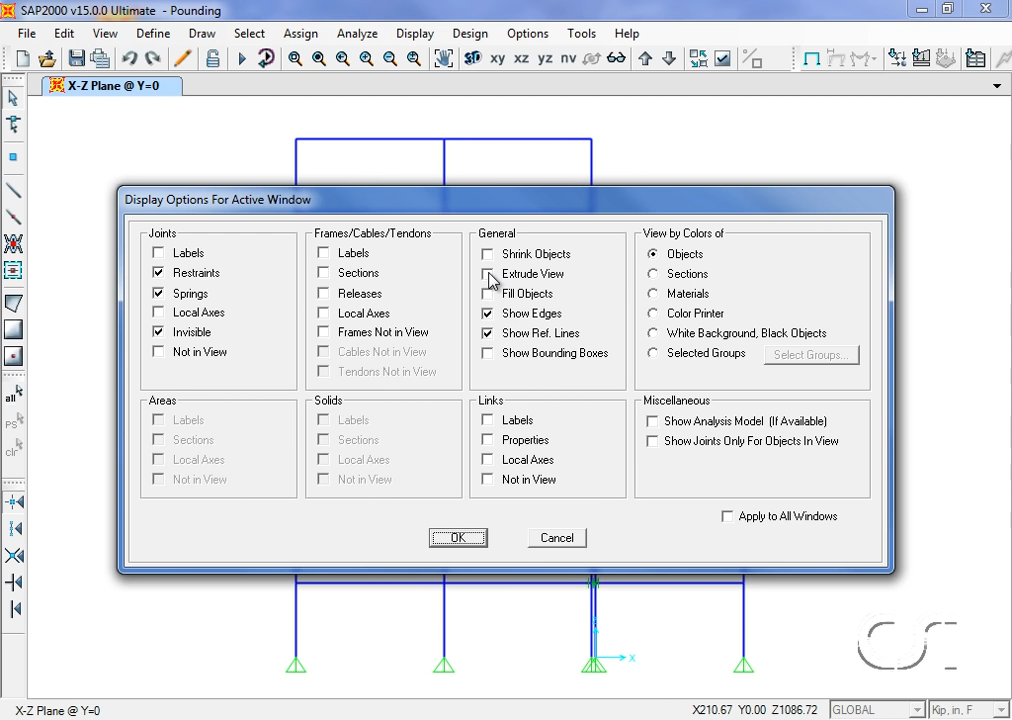 SAP2000 v15.0.0 Ultimate - Pounding
File Edit View Define Draw Select Assign Analyze Display Design Options Tools Help
3D xy xz yz nv
X-Z Plane @ Y=0
Display Options For Active Window
Joints
Labels
Restraints
Springs
Local Axes
Invisible
Not in View
Frames/Cables/Tendons
Labels
Sections
Releases
Local Axes
Frames Not in View
Cables Not in View
Tendons Not in View
General
Shrink Objects
Extrude View
Fill Objects
Show Edges
Show Ref. Lines
Show Bounding Boxes
View by Colors of
Objects
Sections
Materials
Color Printer
White Background, Black Objects
Selected Groups
Select Groups...
Areas
Labels
Sections
Local Axes
Not in View
Solids
Labels
Sections
Local Axes
Not in View
Links
Labels
Properties
Local Axes
Not in View
Miscellaneous
Show Analysis Model (If Available)
Show Joints Only For Objects In View
Apply to All Windows
OK
Cancel
all
PS
clr
X
CSI
X-Z Plane @ Y=0
X210.67 Y0.00 Z1086.72
GLOBAL
Kip, in, F